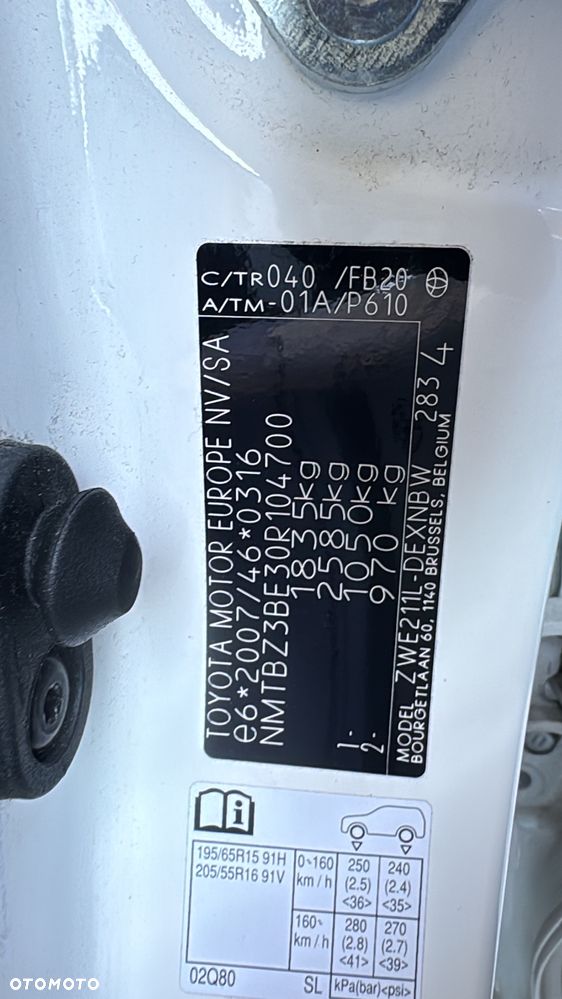 C/TR040 /FB20
A/TM-01A/P610
TOYOTA MOTOR EUROPE NV/SA
e6*2007/46*0316
NMTBZ3BE30R104700
1835kg
2585kg
1- 1050kg
2- 970 kg
MODEL ZWE211L-DEXNBW 283 4
BOURGETLAAN 60, 1140 BRUSSELS, BELGIUM
195/65R15 91H
205/55R16 91V
0~160 km/h
250 (2.5) <36>
240 (2.4) <35>
160~ km/h
280 (2.8) <41>
270 (2.7) <39>
02Q80 SL kPa(bar)<psi>
OTOMOTO